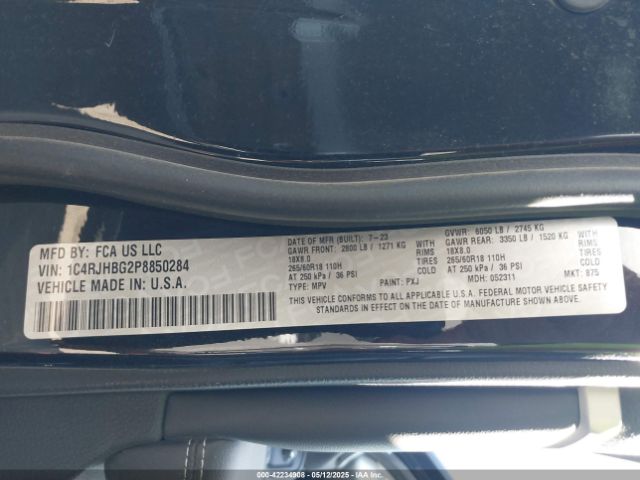 MFD BY: FCA US LLC
VIN: 1C4RJHBG2P8850284
VEHICLE MADE IN: U.S.A.
DATE OF MFR (BUILT): 7-23 GVWR: 6050 LB / 2745 KG
GAWR FRONT: 2800 LB / 1271 KG WITH GAWR REAR: 3350 LB / 1520 KG WITH
18X8.0 RIMS 18X8.0 RIMS
265/60R18 110H TIRES 265/60R18 110H TIRES
AT 250 kPa / 36 PSI COLD AT 250 kPa / 36 PSI COLD
TYPE: MPV PAINT: PXJ MDH: 052311 MKT: 875
THIS VEHICLE CONFORMS TO ALL APPLICABLE U.S.A. FEDERAL MOTOR VEHICLE SAFETY
STANDARDS IN EFFECT ON THE DATE OF MANUFACTURE SHOWN ABOVE.
000-42234908 - 05/12/2025 - IAAI.COM